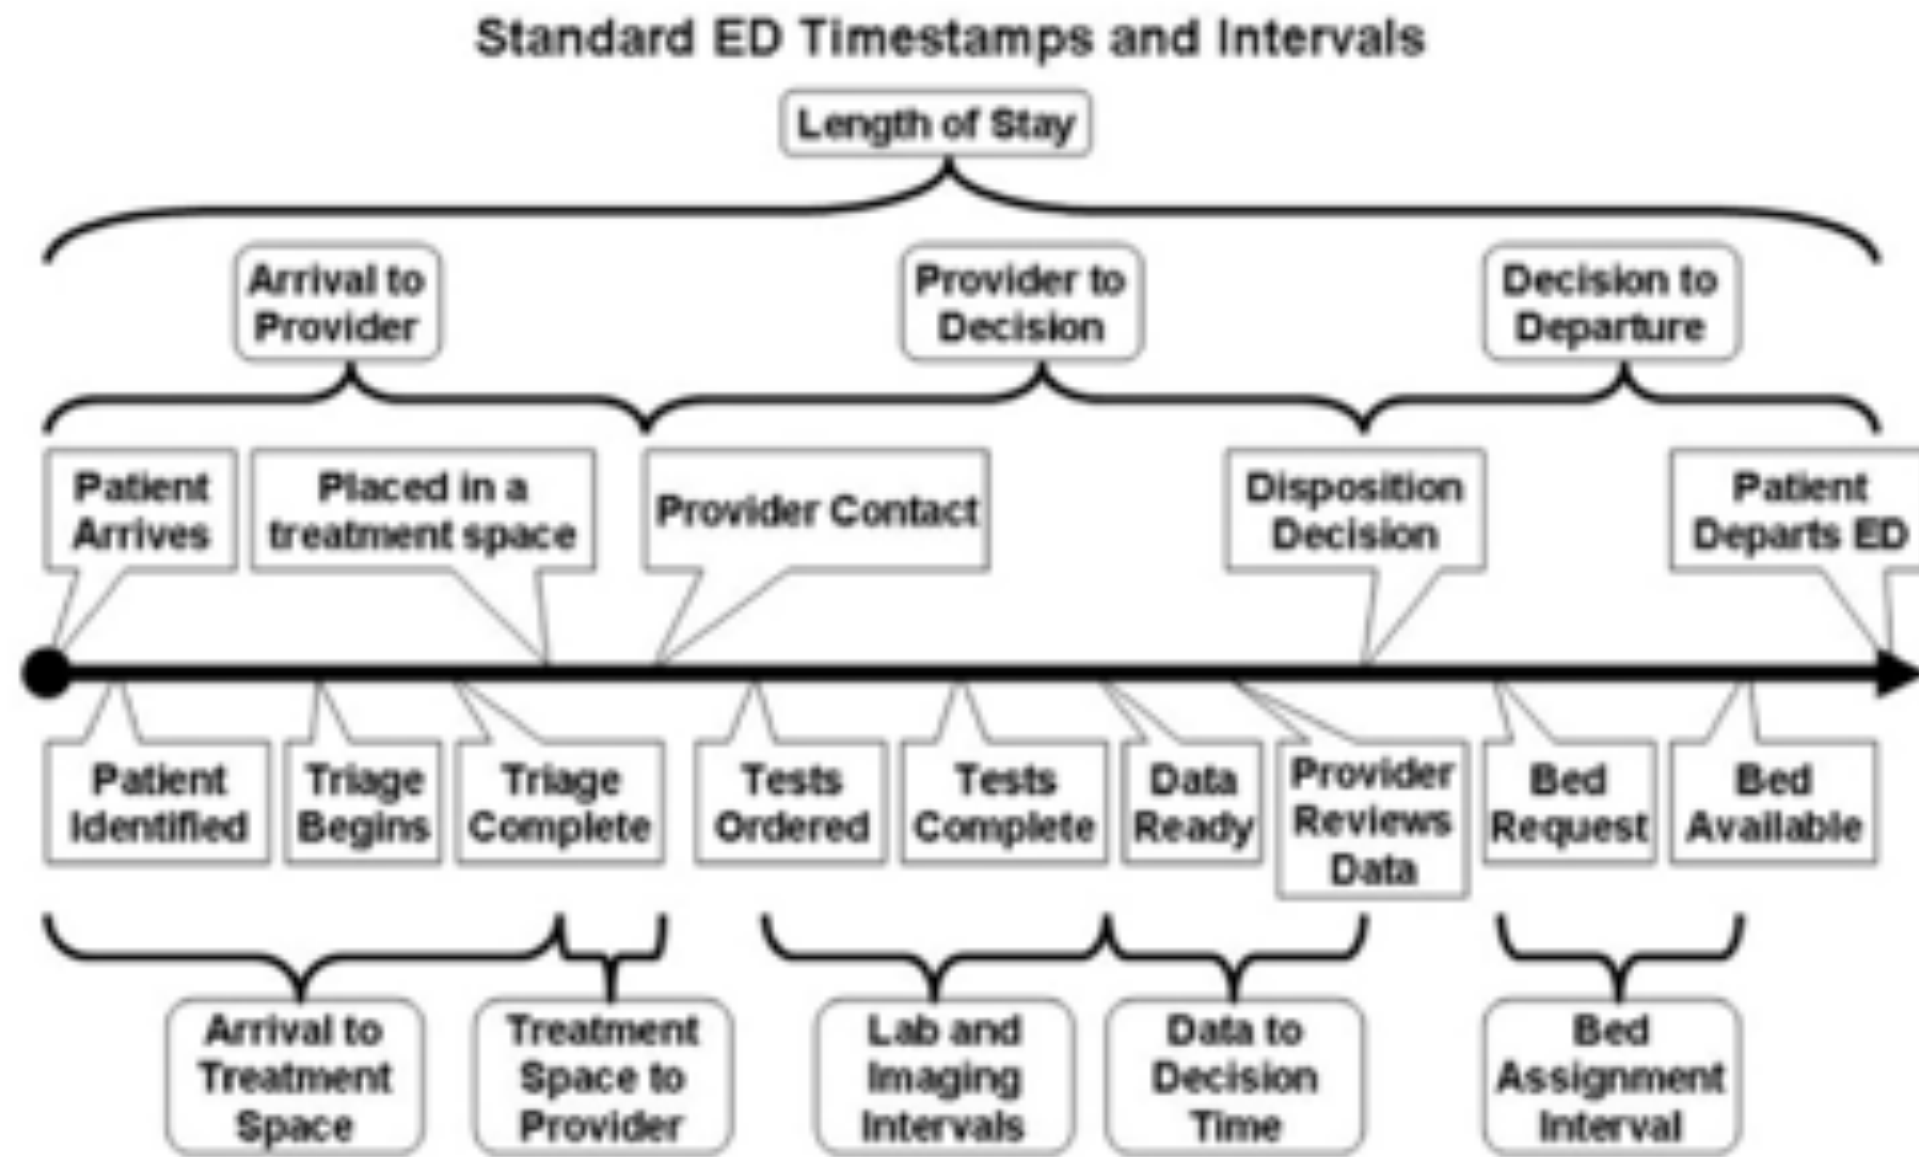 Standard ED Timestamps and Intervals
Length of Stay
Arrival to
Provider
Provider to
Decision
Decision to
Departure
Patient
Arrives
Placed in a
treatment space
Provider Contact
Disposition
Decision
Patient
Departs ED
Patient
Identified
Triage
Begins
Triage
Complete
Tests
Ordered
Tests
Complete
Data
Ready
Provider
Reviews
Data
Bed
Request
Bed
Available
Arrival to
Treatment
Space
Treatment
Space to
Provider
Lab and
Imaging
Intervals
Data to
Decision
Time
Bed
Assignment
Interval